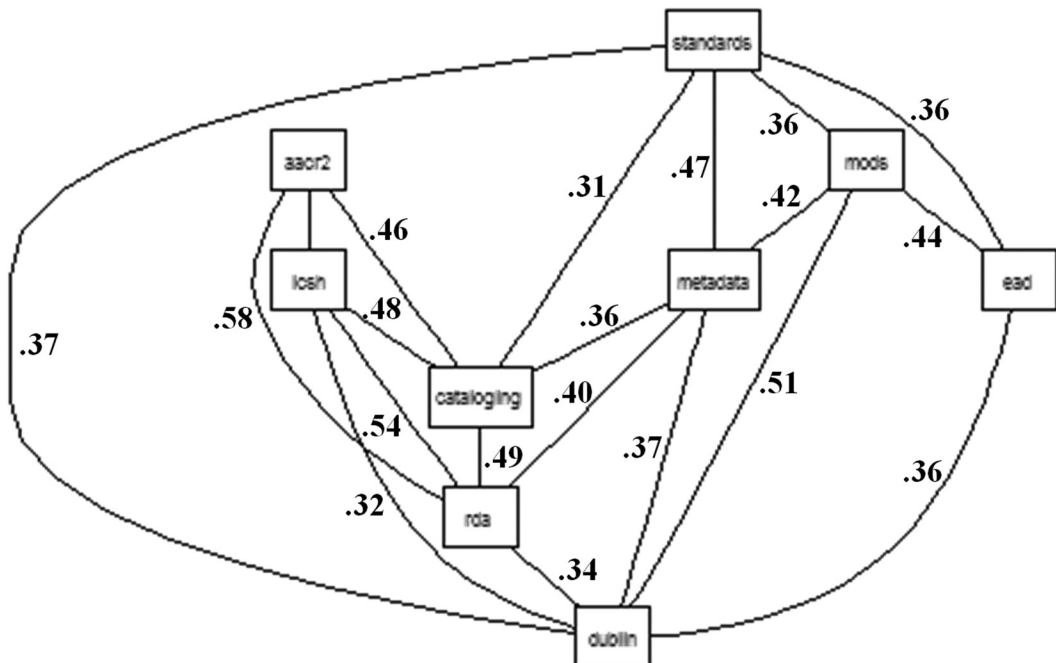 standards
.36
.36
aacr2
mods
.31
.47
.42
.46
.44
lcsh
metadata
ead
.48
.58
.36
.37
cataloging
.40
.51
.54
.49
.37
.36
.32
rda
.34
dublin